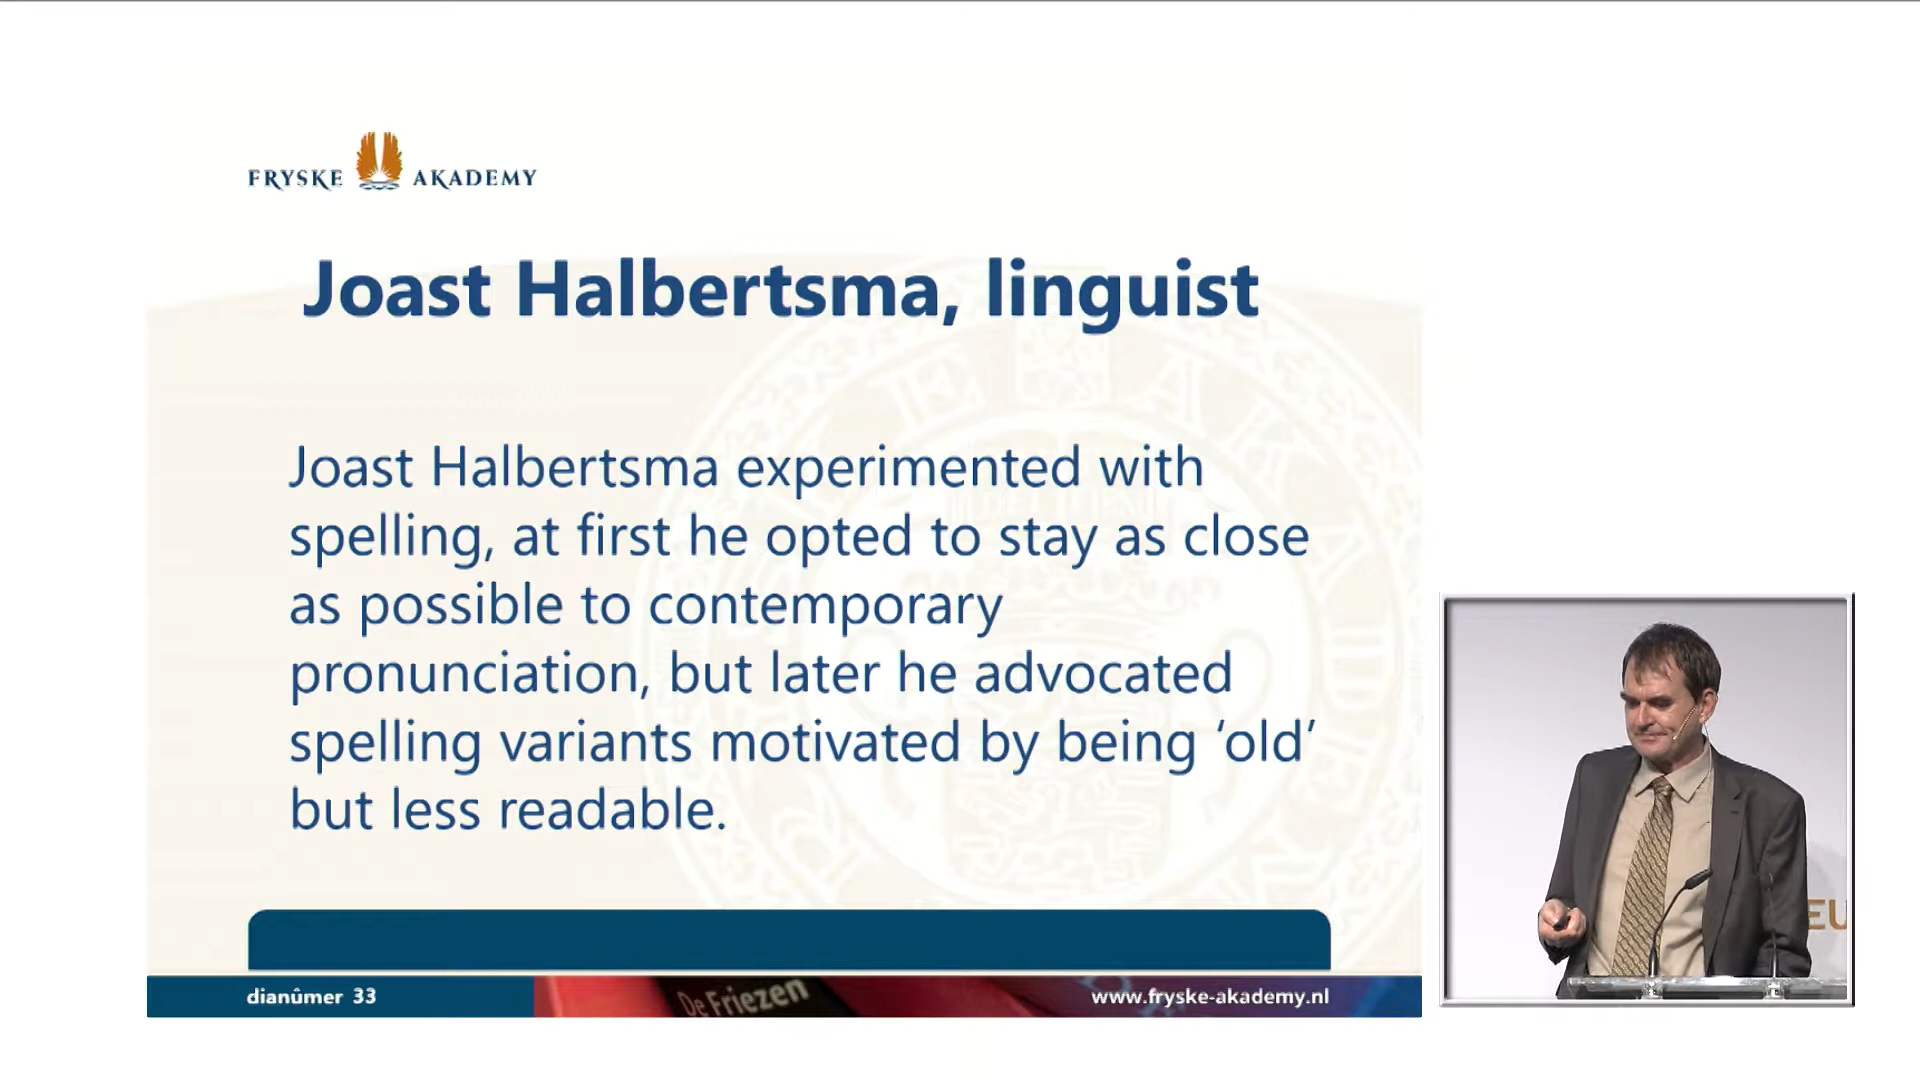 FRYSKE AKADEMY
Joast Halbertsma, linguist
Joast Halbertsma experimented with
spelling, at first he opted to stay as close
as possible to contemporary
pronunciation, but later he advocated
spelling variants motivated by being ‘old’
but less readable.
EU
dianûmer 33
De Friezen
www.fryske-akademy.nl